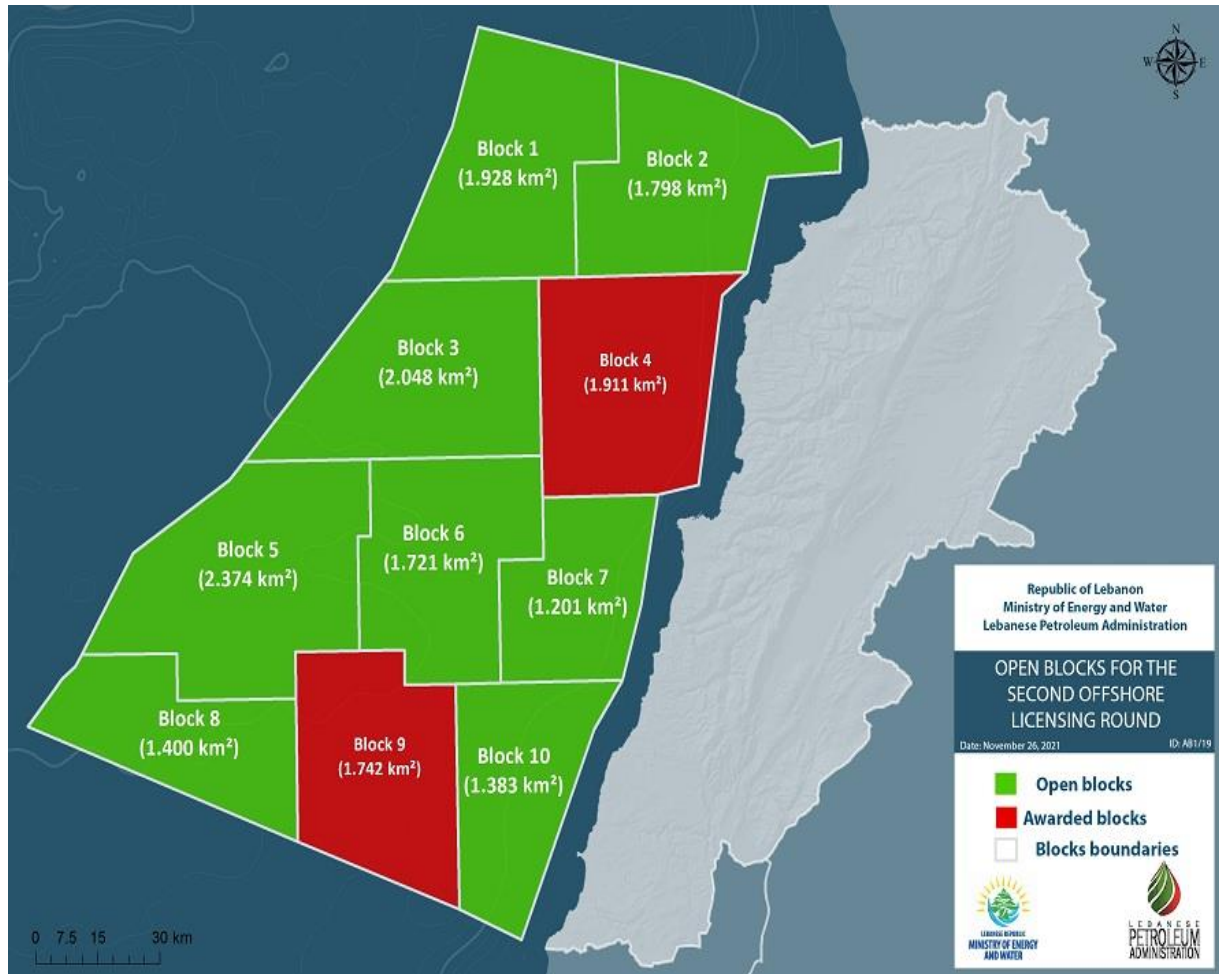 N
W E
S
Block 1
(1.928 km²)
Block 2
(1.798 km²)
Block 3
(2.048 km²)
Block 4
(1.911 km²)
Block 5
(2.374 km²)
Block 6
(1.721 km²)
Block 7
(1.201 km²)
Block 8
(1.400 km²)
Block 9
(1.742 km²)
Block 10
(1.383 km²)
Republic of Lebanon
Ministry of Energy and Water
Lebanese Petroleum Administration
OPEN BLOCKS FOR THE
SECOND OFFSHORE
LICENSING ROUND
Date: November 26, 2021 ID: AB1/19
Open blocks
Awarded blocks
Blocks boundaries
LEBANESE REPUBLIC
MINISTRY OF ENERGY
AND WATER
LEBANESE
PETROLEUM
ADMINISTRATION
0 7.5 15 30 km